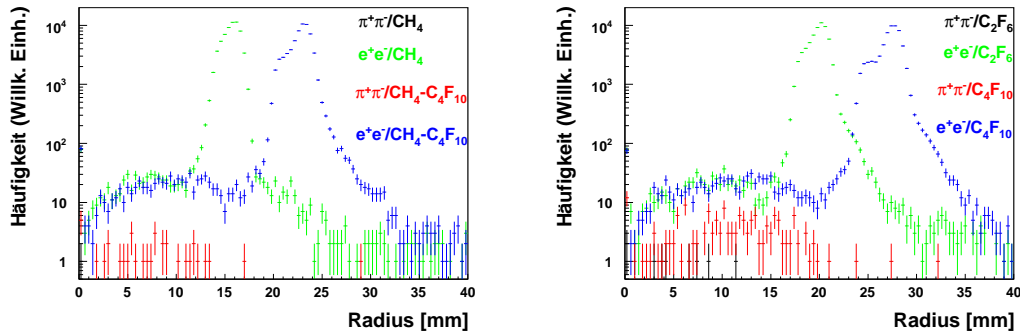 Häufigkeit (Willk. Einh.)
10⁴
10³
10²
10
1
π⁺π⁻/CH₄
e⁺e⁻/CH₄
π⁺π⁻/CH₄-C₄F₁₀
e⁺e⁻/CH₄-C₄F₁₀
0 5 10 15 20 25 30 35 40
Radius [mm]
Häufigkeit (Willk. Einh.)
10⁴
10³
10²
10
1
π⁺π⁻/C₂F₆
e⁺e⁻/C₂F₆
π⁺π⁻/C₄F₁₀
e⁺e⁻/C₄F₁₀
0 5 10 15 20 25 30 35 40
Radius [mm]